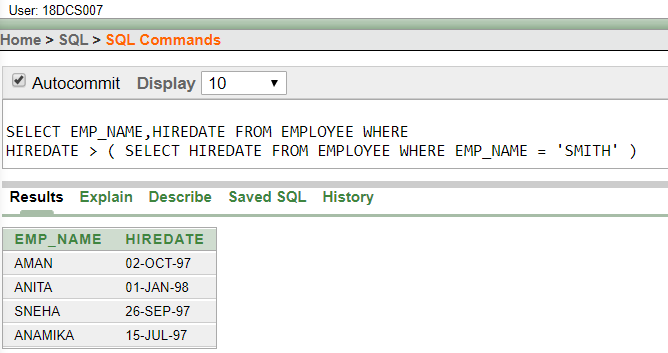 User: 18DCS007
Home > SQL > SQL Commands
Autocommit Display 10
SELECT EMP_NAME,HIREDATE FROM EMPLOYEE WHERE
HIREDATE > ( SELECT HIREDATE FROM EMPLOYEE WHERE EMP_NAME = 'SMITH' )
Results Explain Describe Saved SQL History
EMP_NAME HIREDATE
AMAN 02-OCT-97
ANITA 01-JAN-98
SNEHA 26-SEP-97
ANAMIKA 15-JUL-97